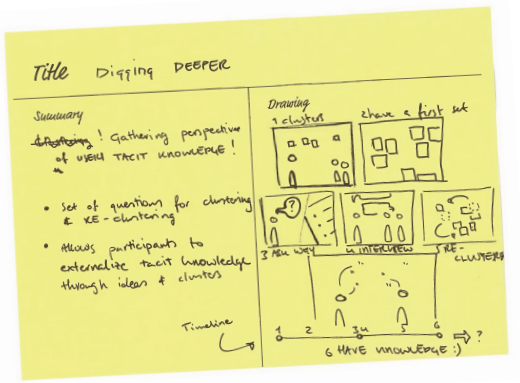 Title Digging DEEPER
Summary
! Gathering perspective
of USERS TACIT KNOWLEDGE !
• Set of questions for clustering
& RE-clustering
• Allows participants to
externalize tacit knowledge
through ideas & clusters
Timeline
Drawing
1 clusters
2 have a first set
?
3 ASK WHY
4 INTERVIEW
5 RE-
CLUSTER
1 2 3 4 5 6
?
6 HAVE KNOWLEDGE :)